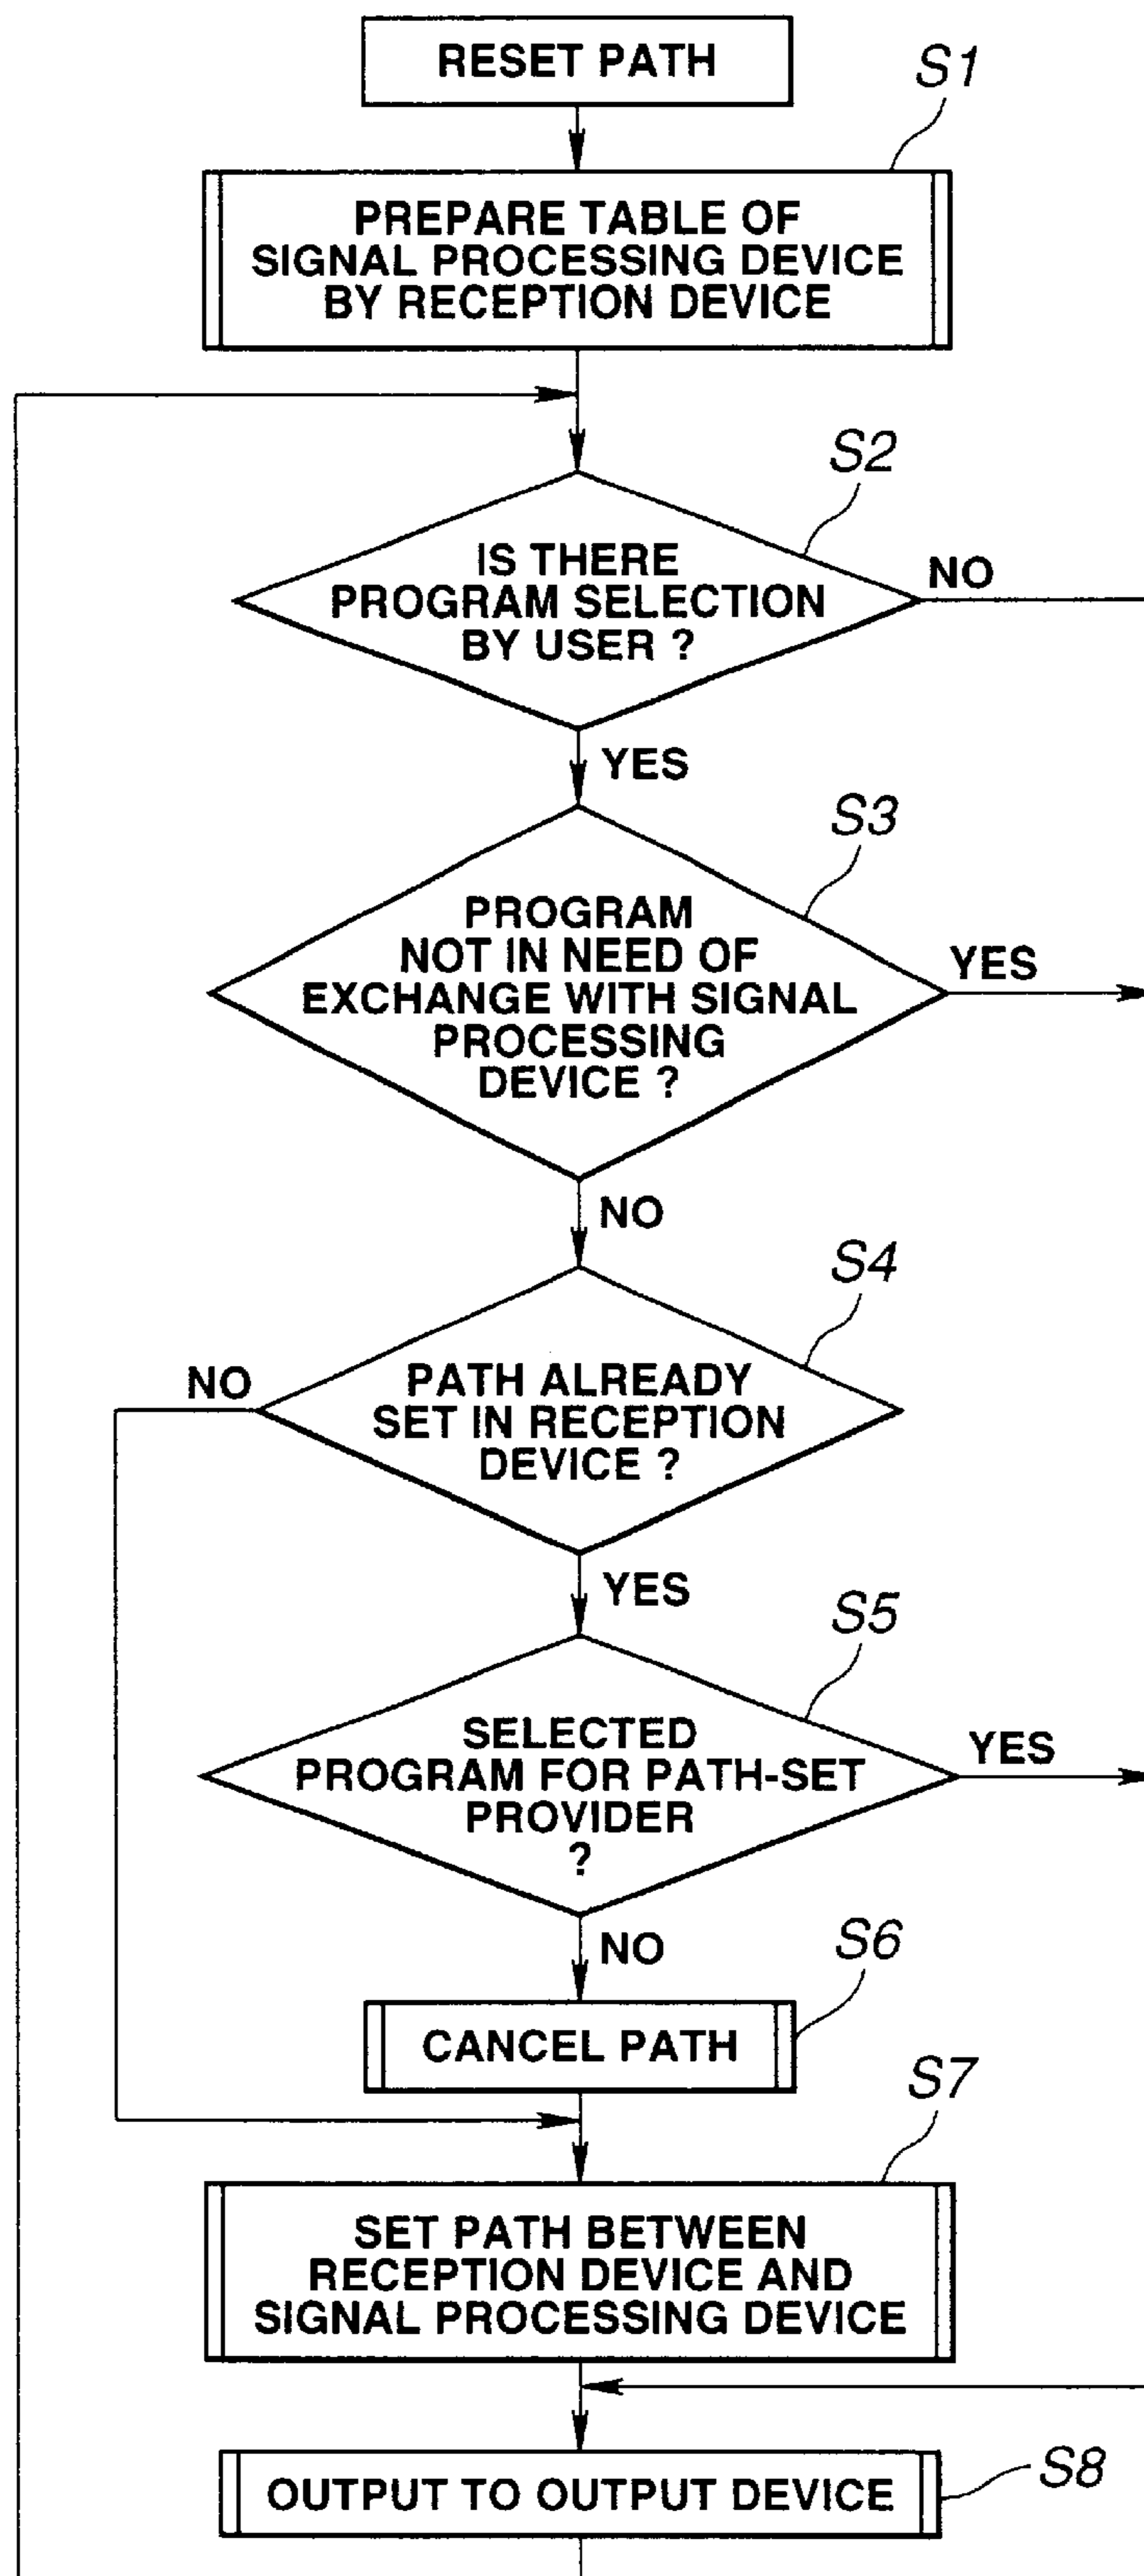 RESET PATH
S1
PREPARE TABLE OF
SIGNAL PROCESSING DEVICE
BY RECEPTION DEVICE
S2
IS THERE
PROGRAM SELECTION
BY USER ?
NO
YES
S3
PROGRAM
NOT IN NEED OF
EXCHANGE WITH SIGNAL
PROCESSING
DEVICE ?
YES
NO
S4
NO
PATH ALREADY
SET IN RECEPTION
DEVICE ?
YES
S5
SELECTED
PROGRAM FOR PATH-SET
PROVIDER
?
YES
NO
S6
CANCEL PATH
S7
SET PATH BETWEEN
RECEPTION DEVICE AND
SIGNAL PROCESSING DEVICE
OUTPUT TO OUTPUT DEVICE
S8